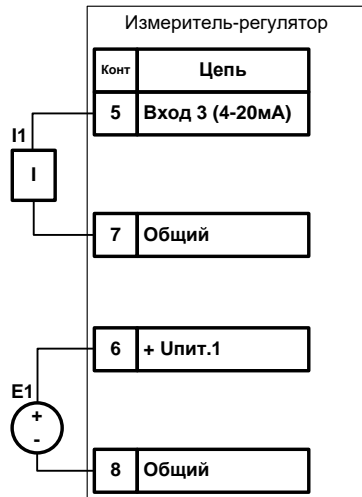 Измеритель-регулятор
Конт Цепь
5 Вход 3 (4-20мА)
I1
I
7 Общий
6 + Uпит.1
E1
+
-
8 Общий